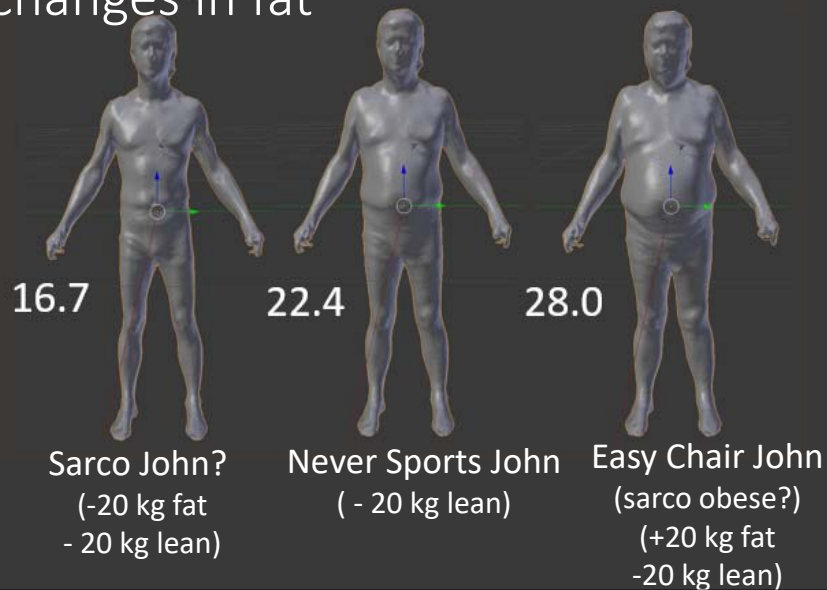 changes in fat
16.7
22.4
28.0
Sarco John?
(-20 kg fat
- 20 kg lean)
Never Sports John
( - 20 kg lean)
Easy Chair John
(sarco obese?)
(+20 kg fat
-20 kg lean)